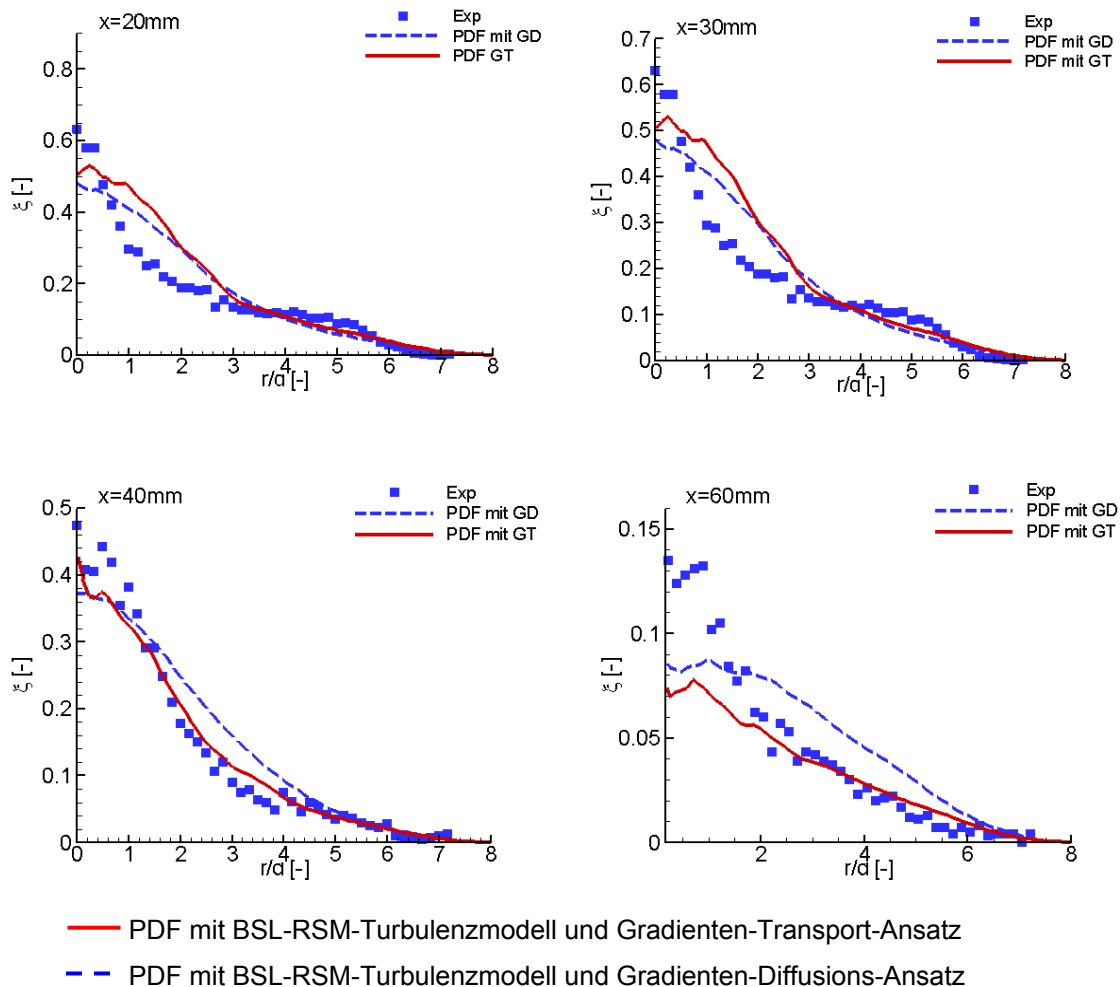 x=20mm
Exp
PDF mit GD
PDF GT
0.8
0.6
0.4
0.2
0
ξ [-]
0 1 2 3 4 5 6 7 8
r/d [-]
x=30mm
Exp
PDF mit GD
PDF mit GT
0.7
0.6
0.5
0.4
0.3
0.2
0.1
0
ξ [-]
0 1 2 3 4 5 6 7 8
r/d [-]
x=40mm
Exp
PDF mit GD
PDF mit GT
0.5
0.4
0.3
0.2
0.1
0
ξ [-]
0 1 2 3 4 5 6 7 8
r/d [-]
x=60mm
Exp
PDF mit GD
PDF mit GT
0.15
0.1
0.05
0
ξ [-]
2 4 6 8
r/d [-]
PDF mit BSL-RSM-Turbulenzmodell und Gradienten-Transport-Ansatz
PDF mit BSL-RSM-Turbulenzmodell und Gradienten-Diffusions-Ansatz